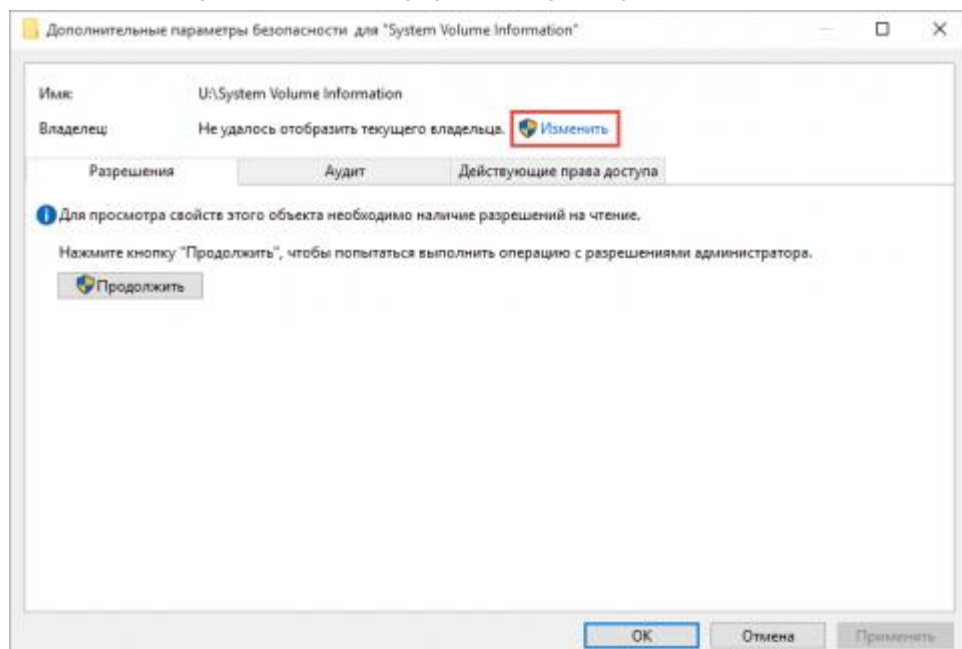 Дополнительные параметры безопасности для "System Volume Information"
Имя: U:\System Volume Information
Владелец: Не удалось отобразить текущего владельца. Изменить
Разрешения Аудит Действующие права доступа
Для просмотра свойств этого объекта необходимо наличие разрешений на чтение.
Нажмите кнопку "Продолжить", чтобы попытаться выполнить операцию с разрешениями администратора.
Продолжить
OK Отмена Применить